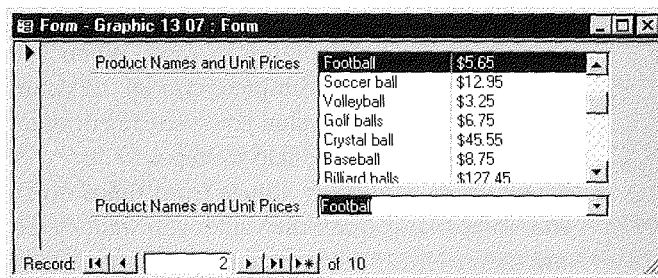 Form - Graphic 13 07 : Form
Product Names and Unit Prices Football $5.65
Soccer ball $12.95
Volleyball $3.25
Golf balls $6.75
Crystal ball $45.55
Baseball $8.75
Billiard balls $127.45
Product Names and Unit Prices Football
Record: 2 of 10